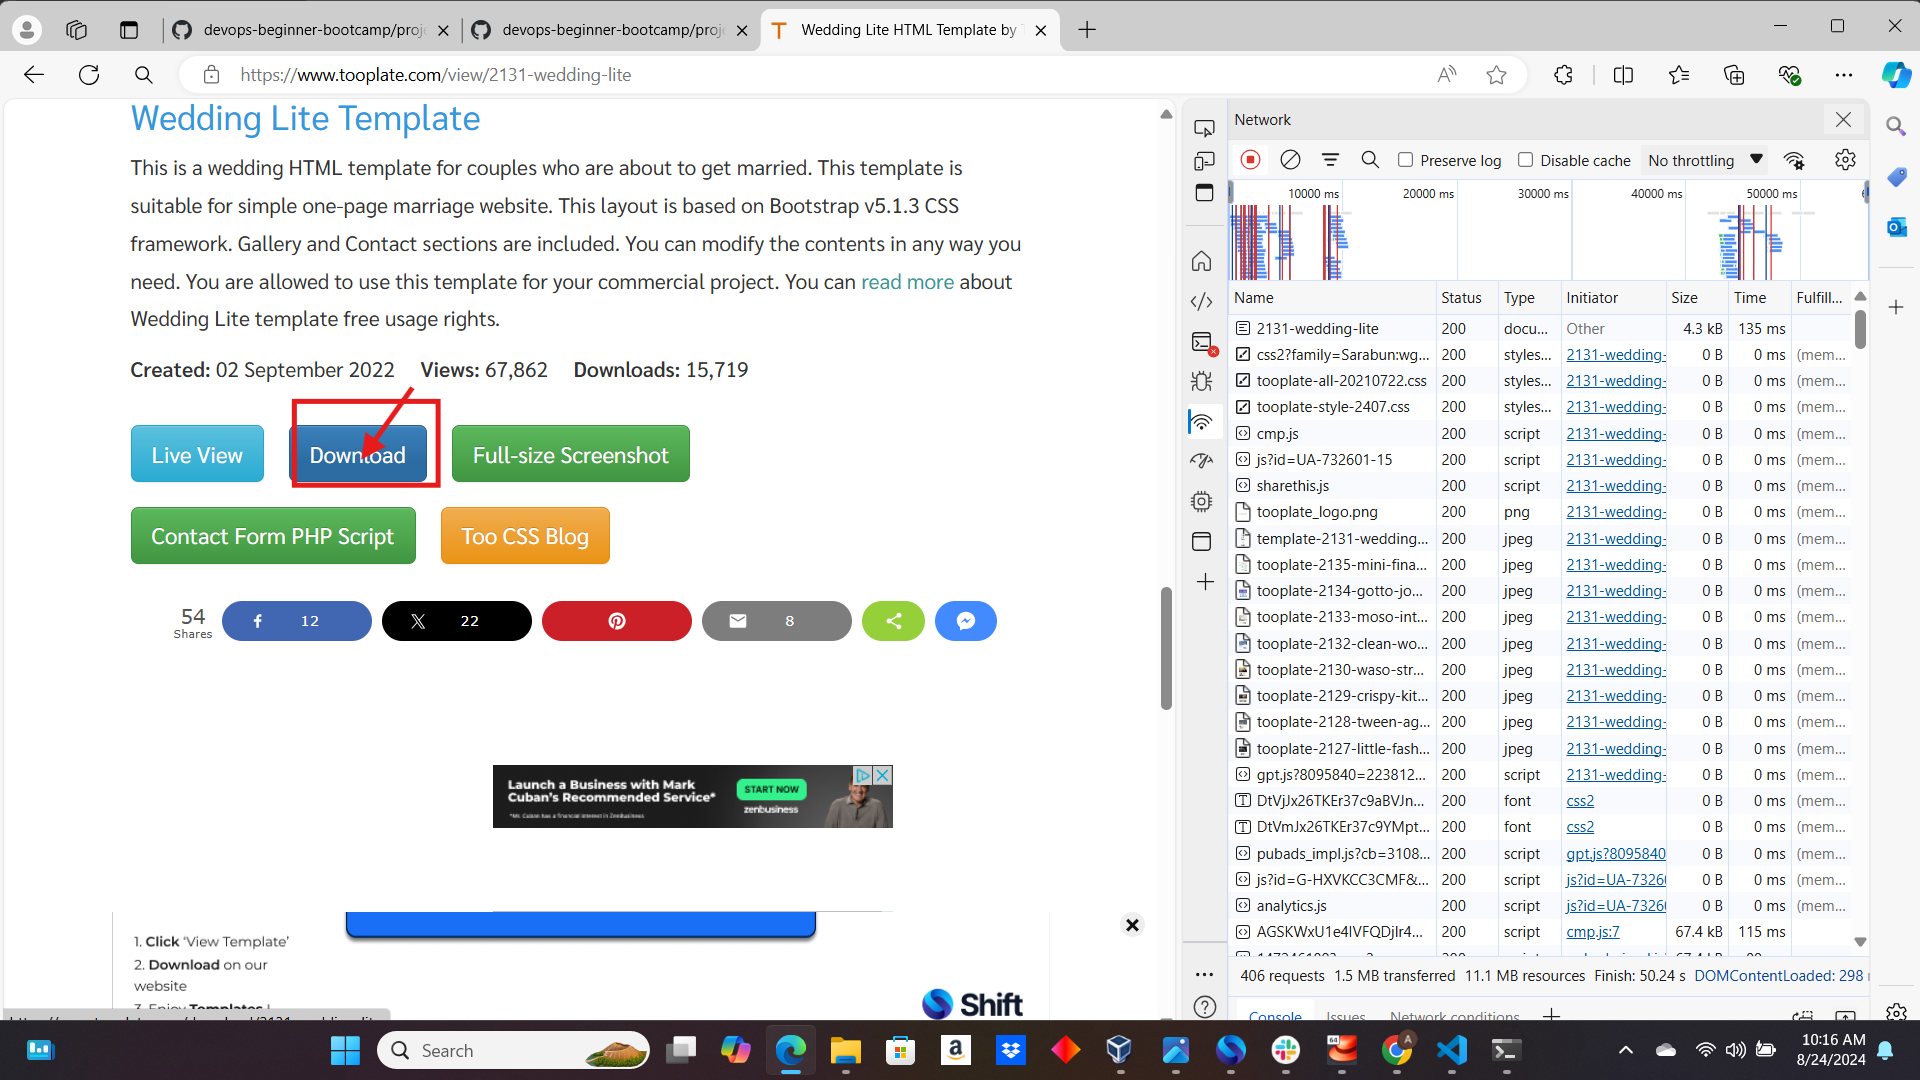 devops-beginner-bootcamp/proje
devops-beginner-bootcamp/proje
Wedding Lite HTML Template by T
https://www.tooplate.com/view/2131-wedding-lite
Wedding Lite Template
This is a wedding HTML template for couples who are about to get married. This template is
suitable for simple one-page marriage website. This layout is based on Bootstrap v5.1.3 CSS
framework. Gallery and Contact sections are included. You can modify the contents in any way you
need. You are allowed to use this template for your commercial project. You can read more about
Wedding Lite template free usage rights.
Created: 02 September 2022 Views: 67,862 Downloads: 15,719
Live View
Download
Full-size Screenshot
Contact Form PHP Script
Too CSS Blog
54
Shares
12
22
8
Launch a Business with Mark
Cuban's Recommended Service*
*Mr. Cuban has a financial interest in ZenBusiness
START NOW
zenbusiness
1. Click 'View Template'
2. Download on our
website
3. Enjoy Templates !
Shift
Network
Preserve log
Disable cache
No throttling
10000 ms 20000 ms 30000 ms 40000 ms 50000 ms
Name Status Type Initiator Size Time Fulfill...
2131-wedding-lite 200 docu... Other 4.3 kB 135 ms
css2?family=Sarabun:wg... 200 styles... 2131-wedding- 0 B 0 ms (mem...
tooplate-all-20210722.css 200 styles... 2131-wedding- 0 B 0 ms (mem...
tooplate-style-2407.css 200 styles... 2131-wedding- 0 B 0 ms (mem...
cmp.js 200 script 2131-wedding- 0 B 0 ms (mem...
js?id=UA-732601-15 200 script 2131-wedding- 0 B 0 ms (mem...
sharethis.js 200 script 2131-wedding- 0 B 0 ms (mem...
tooplate_logo.png 200 png 2131-wedding- 0 B 0 ms (mem...
template-2131-wedding... 200 jpeg 2131-wedding- 0 B 0 ms (mem...
tooplate-2135-mini-fina... 200 jpeg 2131-wedding- 0 B 0 ms (mem...
tooplate-2134-gotto-jo... 200 jpeg 2131-wedding- 0 B 0 ms (mem...
tooplate-2133-moso-int... 200 jpeg 2131-wedding- 0 B 0 ms (mem...
tooplate-2132-clean-wo... 200 jpeg 2131-wedding- 0 B 0 ms (mem...
tooplate-2130-waso-str... 200 jpeg 2131-wedding- 0 B 0 ms (mem...
tooplate-2129-crispy-kit... 200 jpeg 2131-wedding- 0 B 0 ms (mem...
tooplate-2128-tween-ag... 200 jpeg 2131-wedding- 0 B 0 ms (mem...
tooplate-2127-little-fash... 200 jpeg 2131-wedding- 0 B 0 ms (mem...
gpt.js?8095840=223812... 200 script 2131-wedding- 0 B 0 ms (mem...
DtVjJx26TKEr37c9aBVJn... 200 font css2 0 B 0 ms (mem...
DtVmJx26TKEr37c9YMpt... 200 font css2 0 B 0 ms (mem...
pubads_impl.js?cb=3108... 200 script gpt.js?8095840 0 B 0 ms (mem...
js?id=G-HXVKCC3CMF&... 200 script js?id=UA-7326 0 B 0 ms (mem...
analytics.js 200 script js?id=UA-7326 0 B 0 ms (mem...
AGSKWxU1e4IVFQDjlr4... 200 script cmp.js:7 67.4 kB 115 ms
406 requests 1.5 MB transferred 11.1 MB resources Finish: 50.24 s DOMContentLoaded: 298
Console Issues Network conditions
Search
10:16 AM
8/24/2024